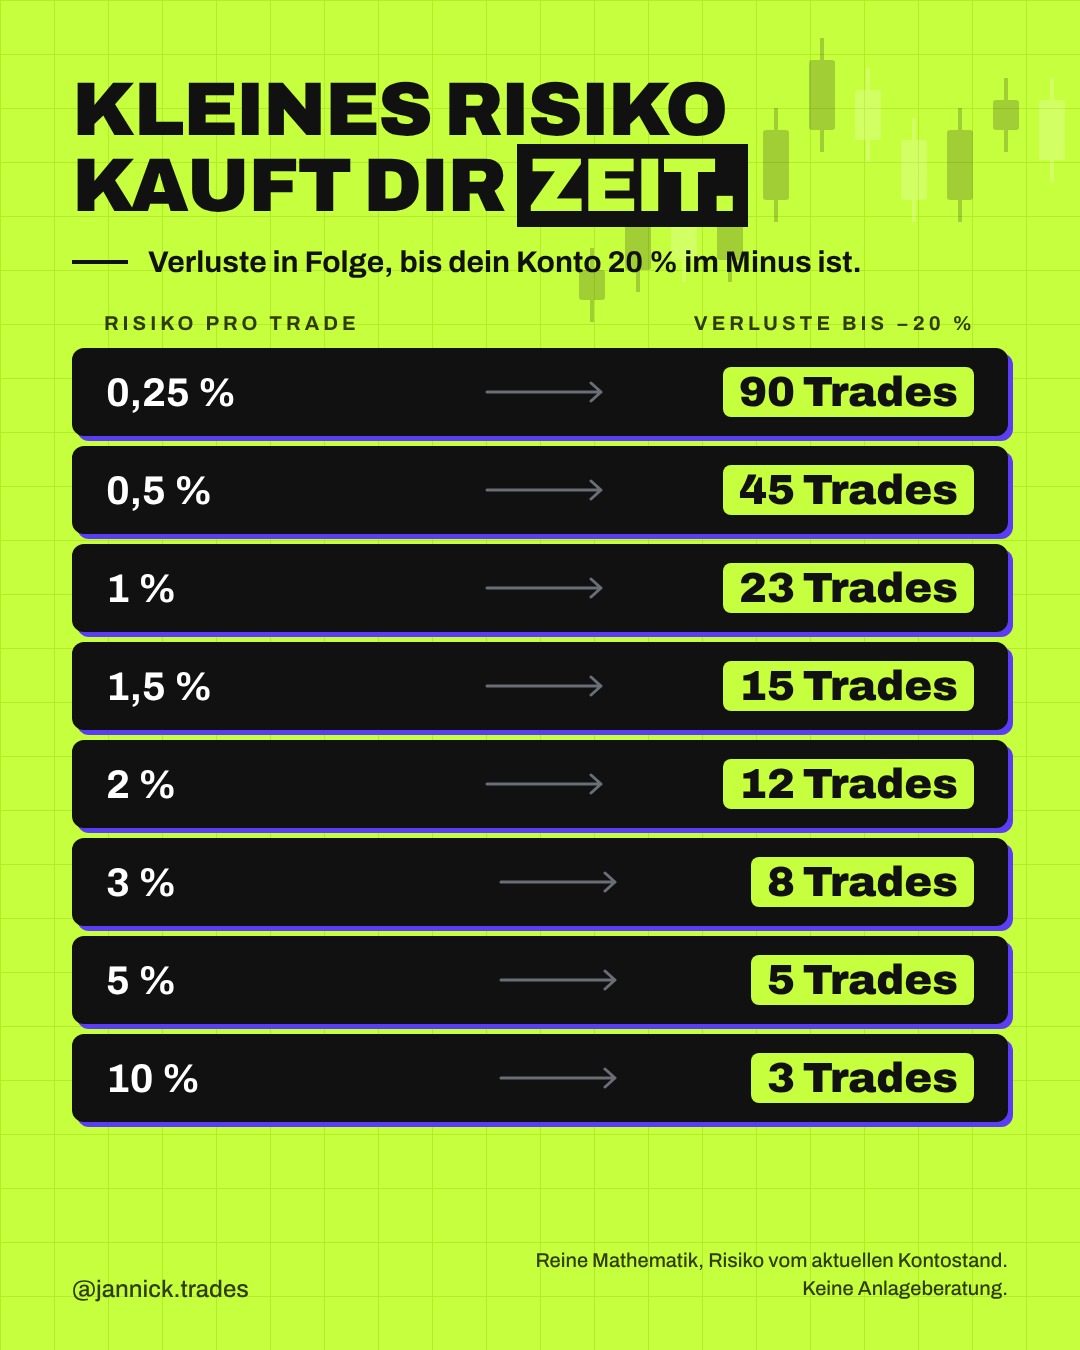 KLEINES RISIKO
KAUFT DIR ZEIT.
Verluste in Folge, bis dein Konto 20 % im Minus ist.
RISIKO PRO TRADE VERLUSTE BIS –20 %
0,25 % 90 Trades
0,5 % 45 Trades
1 % 23 Trades
1,5 % 15 Trades
2 % 12 Trades
3 % 8 Trades
5 % 5 Trades
10 % 3 Trades
Reine Mathematik, Risiko vom aktuellen Kontostand.
@jannick.trades Keine Anlageberatung.